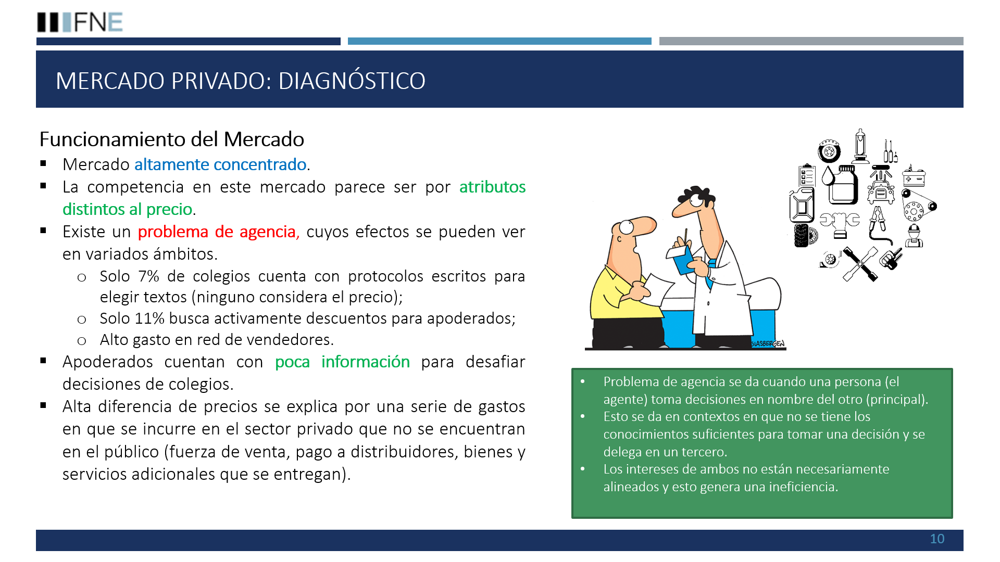 FNE
MERCADO PRIVADO: DIAGNÓSTICO
Funcionamiento del Mercado
▪ Mercado altamente concentrado.
▪ La competencia en este mercado parece ser por atributos
distintos al precio.
▪ Existe un problema de agencia, cuyos efectos se pueden ver
en variados ámbitos.
o Solo 7% de colegios cuenta con protocolos escritos para
elegir textos (ninguno considera el precio);
o Solo 11% busca activamente descuentos para apoderados;
o Alto gasto en red de vendedores.
▪ Apoderados cuentan con poca información para desafiar
decisiones de colegios.
▪ Alta diferencia de precios se explica por una serie de gastos
en que se incurre en el sector privado que no se encuentran
en el público (fuerza de venta, pago a distribuidores, bienes y
servicios adicionales que se entregan).
GLASBERGEN
• Problema de agencia se da cuando una persona (el
agente) toma decisiones en nombre del otro (principal).
• Esto se da en contextos en que no se tiene los
conocimientos suficientes para tomar una decisión y se
delega en un tercero.
• Los intereses de ambos no están necesariamente
alineados y esto genera una ineficiencia.
10